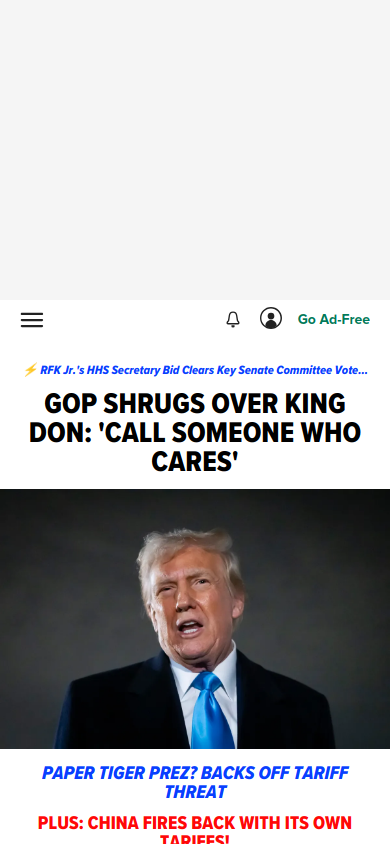 Go Ad-Free
⚡ RFK Jr.'s HHS Secretary Bid Clears Key Senate Committee Vote...
GOP SHRUGS OVER KING
DON: 'CALL SOMEONE WHO
CARES'
PAPER TIGER PREZ? BACKS OFF TARIFF
THREAT
PLUS: CHINA FIRES BACK WITH ITS OWN
TARIFFS!